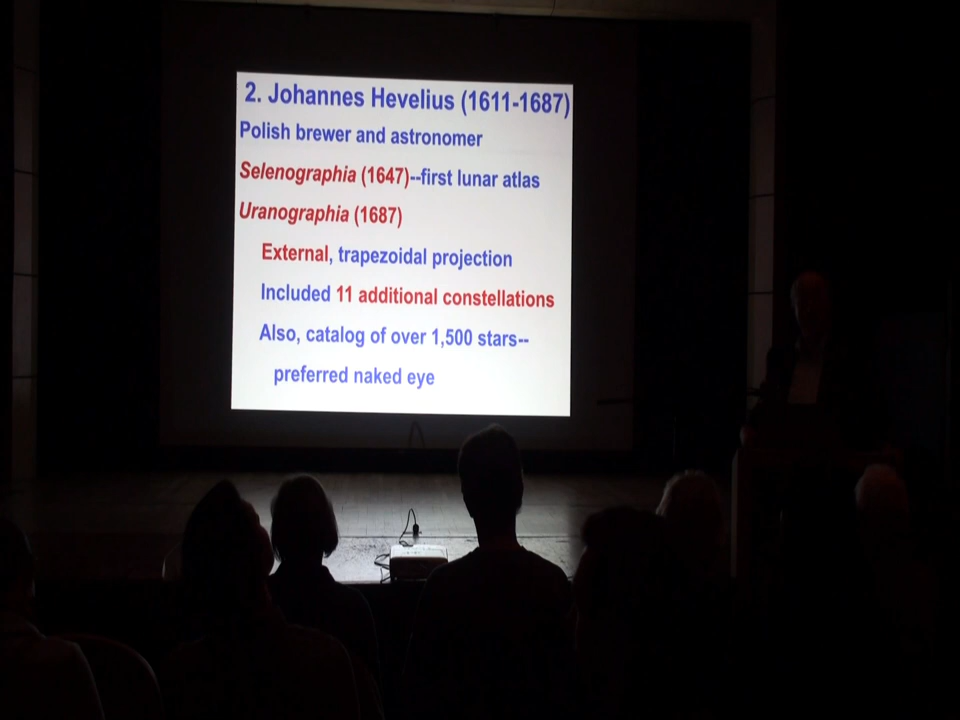 2. Johannes Hevelius (1611-1687)
Polish brewer and astronomer
Selenographia (1647)--first lunar atlas
Uranographia (1687)
External, trapezoidal projection
Included 11 additional constellations
Also, catalog of over 1,500 stars--
preferred naked eye